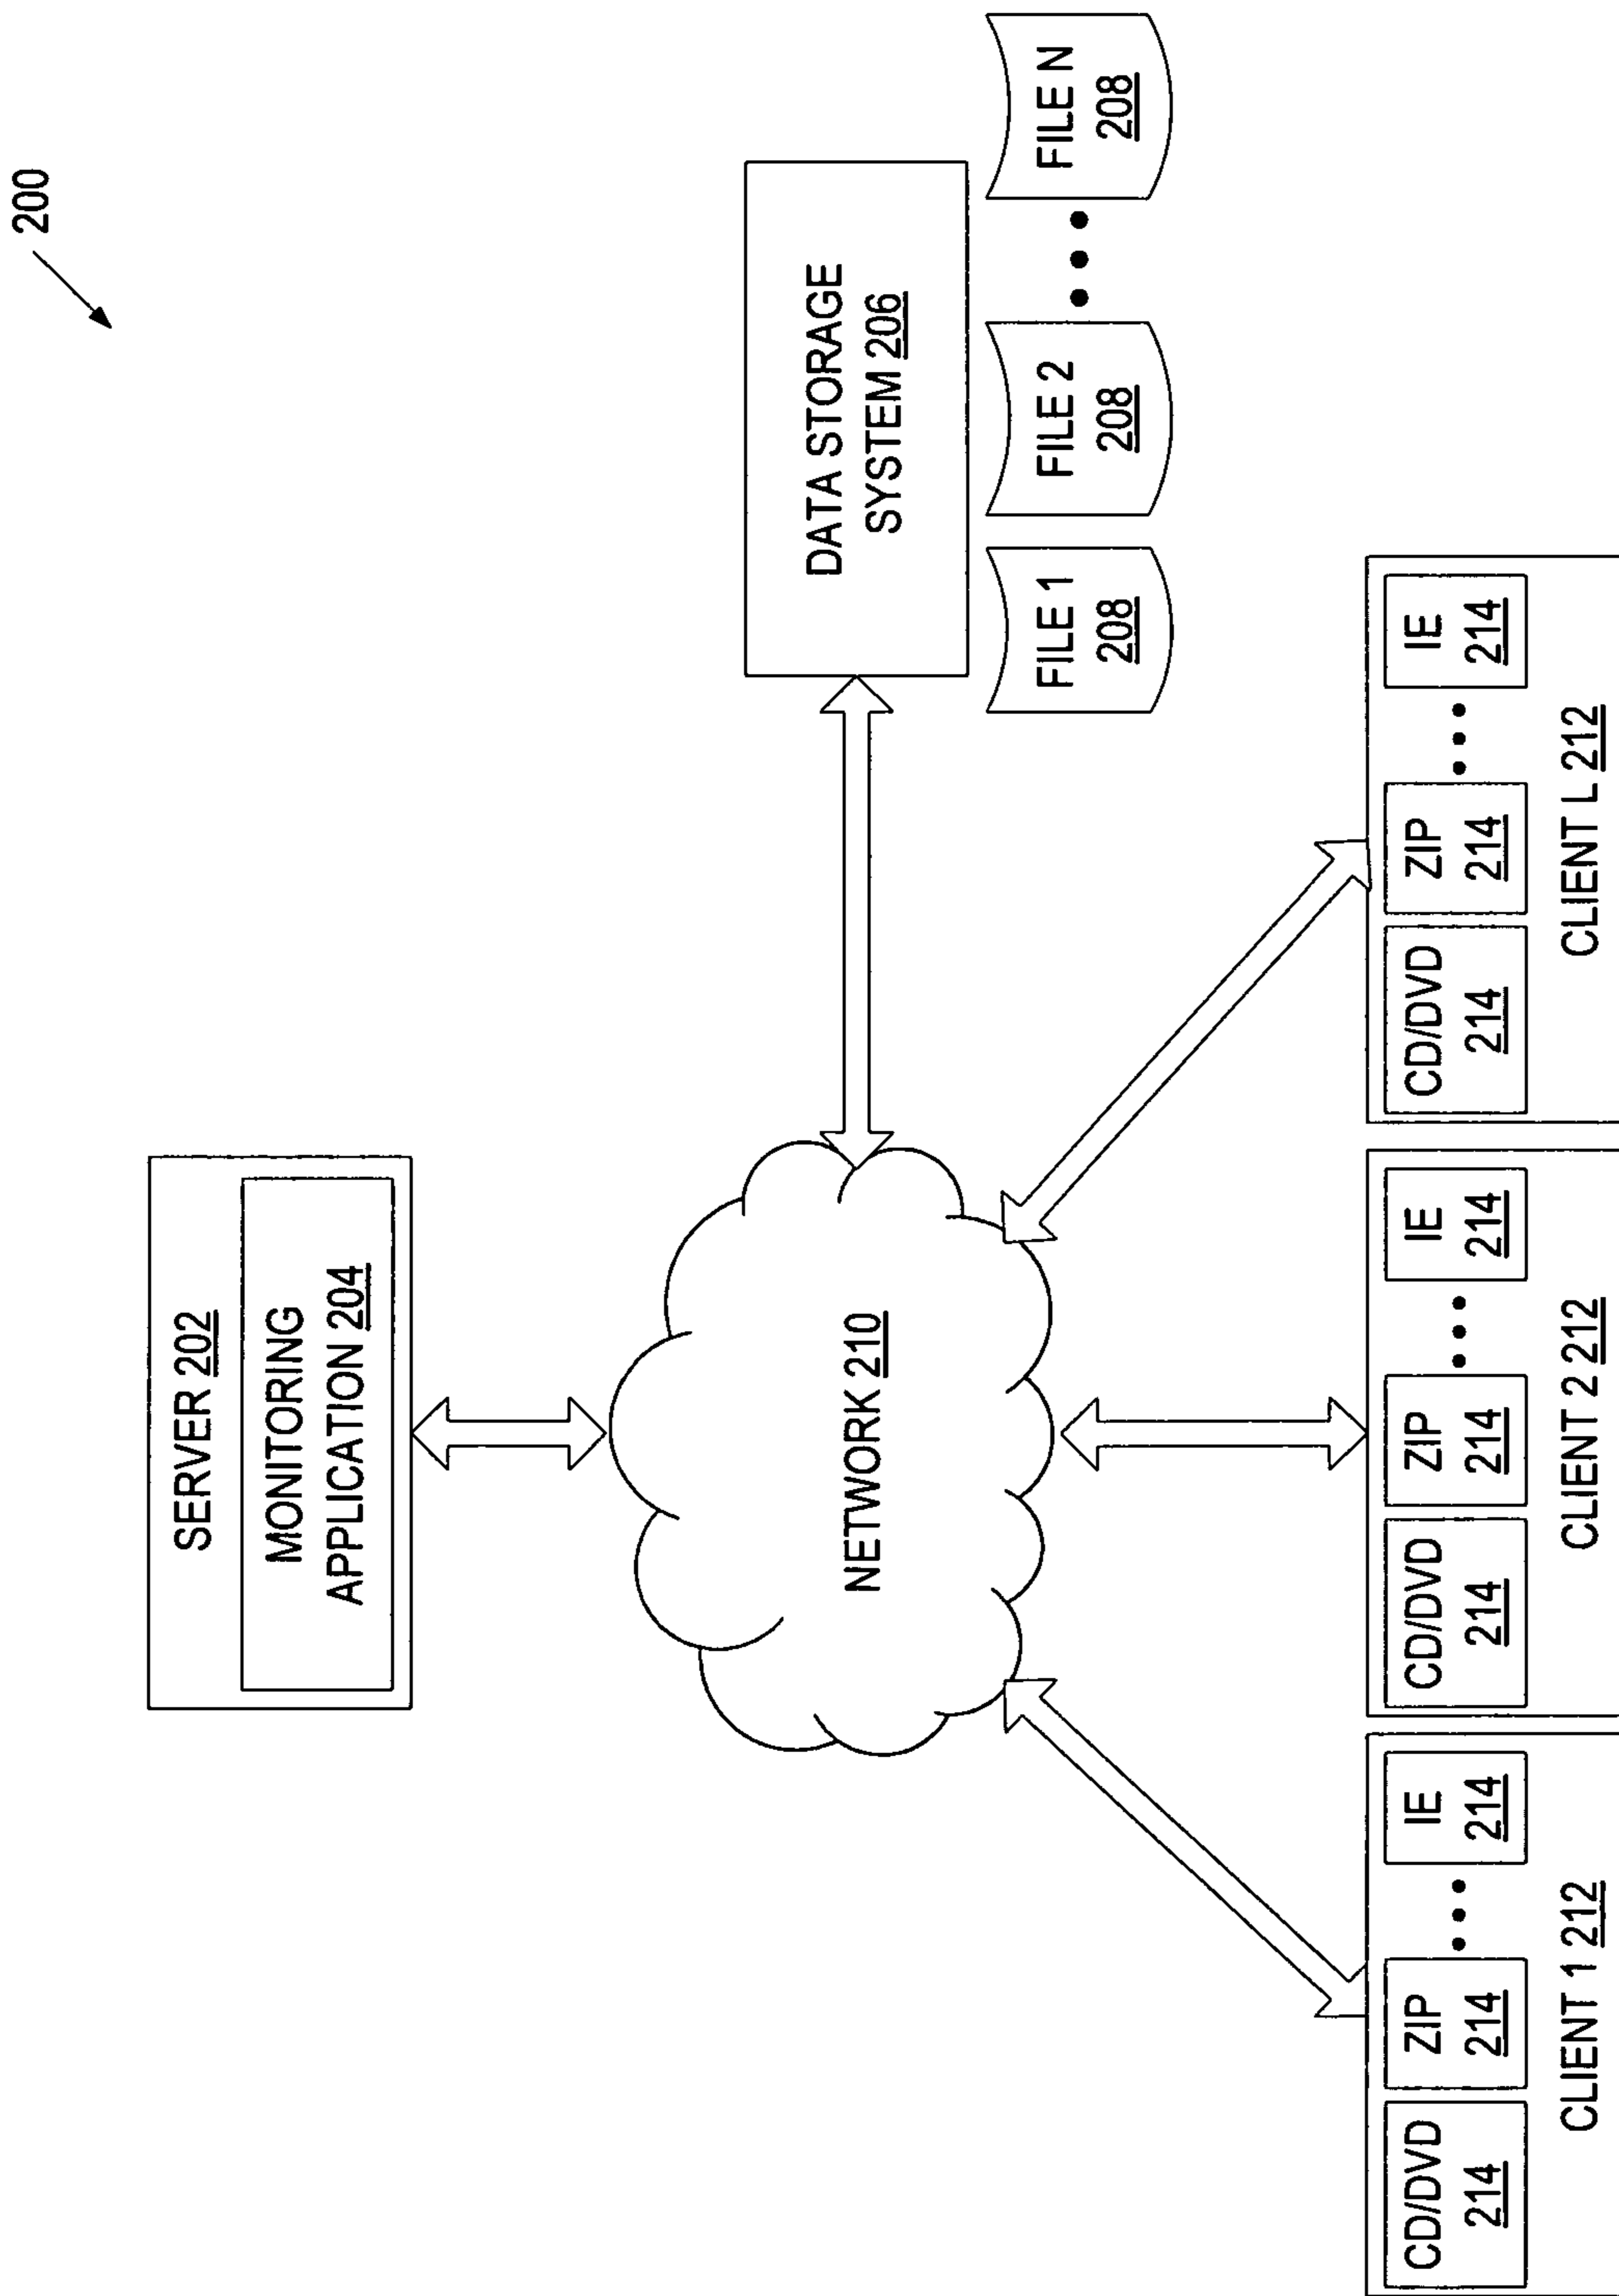 200
SERVER 202
MONITORING
APPLICATION 204
DATA STORAGE
SYSTEM 206
FILE 1
208
FILE 2
208
FILE N
208
NETWORK 210
CD/DVD
214
ZIP
214
IE
214
CLIENT 1 212
CD/DVD
214
ZIP
214
IE
214
CLIENT 2 212
CD/DVD
214
ZIP
214
IE
214
CLIENT L 212